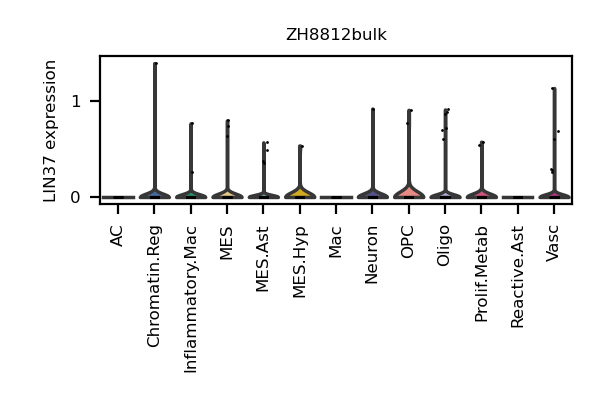 ZH8812bulk
LIN37 expression
1
0
AC
Chromatin.Reg
Inflammatory.Mac
MES
MES.Ast
MES.Hyp
Mac
Neuron
OPC
Oligo
Prolif.Metab
Reactive.Ast
Vasc